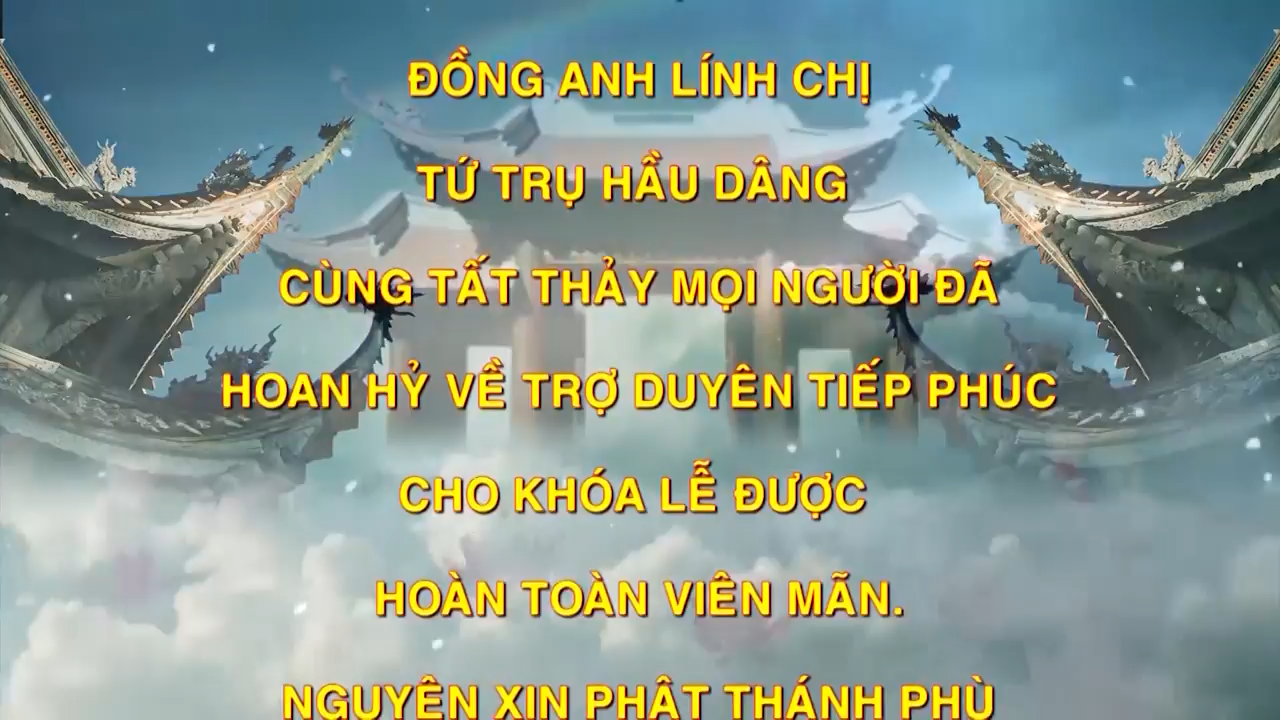 ĐỒNG ANH LÍNH CHỊ
TỨ TRỤ HẦU DÂNG
CÙNG TẤT THẢY MỌI NGƯỜI ĐÃ
HOAN HỶ VỀ TRỢ DUYÊN TIẾP PHÚC
CHO KHÓA LỄ ĐƯỢC
HOÀN TOÀN VIÊN MÃN.
NGUYỆN XIN PHẬT THÁNH PHÙ